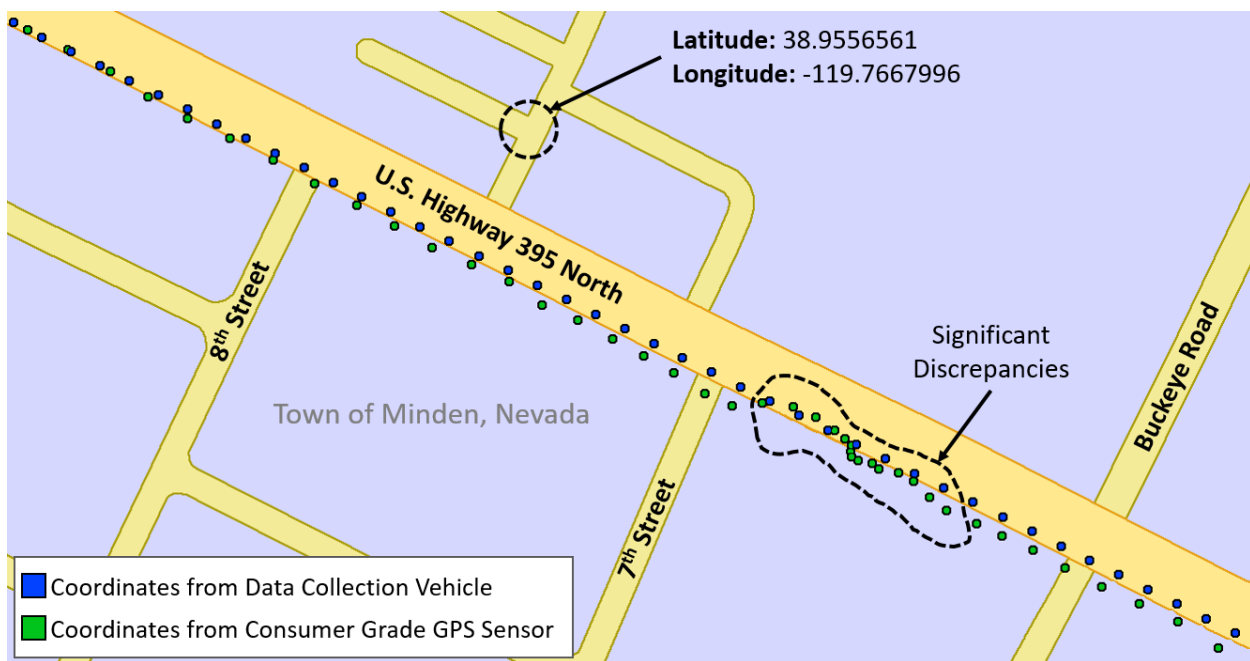 Latitude: 38.9556561
Longitude: -119.7667996
U.S. Highway 395 North
8th Street
Significant
Discrepancies
Buckeye Road
Town of Minden, Nevada
7th Street
Coordinates from Data Collection Vehicle
Coordinates from Consumer Grade GPS Sensor